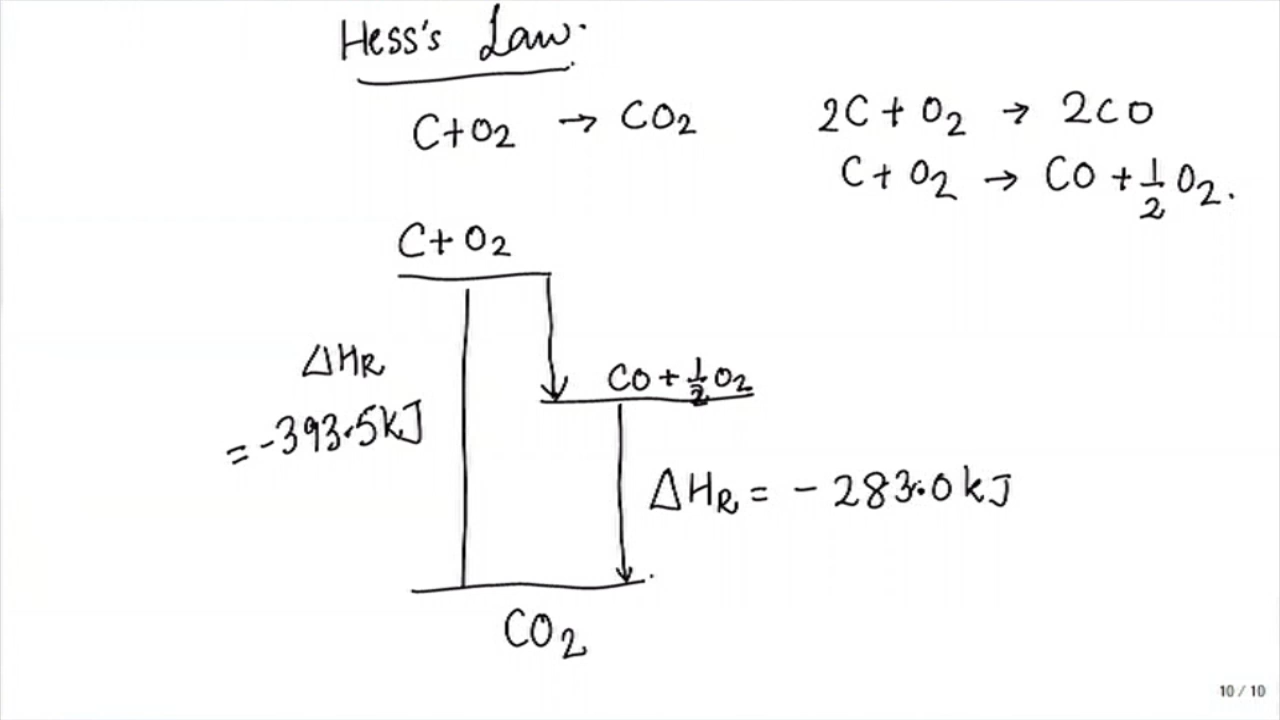 Hess's Law.
C+O2 → CO2
2C + O2 → 2CO
C + O2 → CO + 1/2 O2.
C+O2
ΔHR
= -393.5kJ
CO + 1/2 O2
ΔHR = - 283.0 kJ
CO2
10 / 10